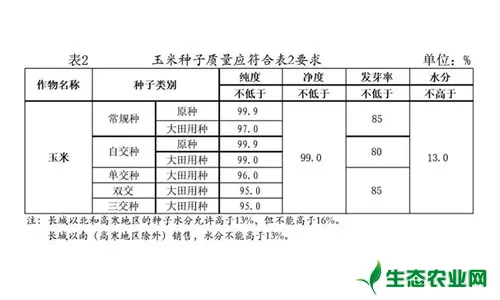 表2 玉米种子质量应符合表2要求 单位：%
作物名称 种子类别 纯度 净度 发芽率 水分
不低于 不低于 不低于 不高于
玉米 常规种 原种 99.9 99.0 85 13.0
大田用种 97.0
自交种 原种 99.9 80
大田用种 99.0
单交种 大田用种 96.0 85
双交 大田用种 95.0
三交种 大田用种 95.0
注：长城以北和高寒地区的种子水分允许高于13%，但不能高于16%。
长城以南（高寒地区除外）销售，水分不能高于13%。
生态农业网